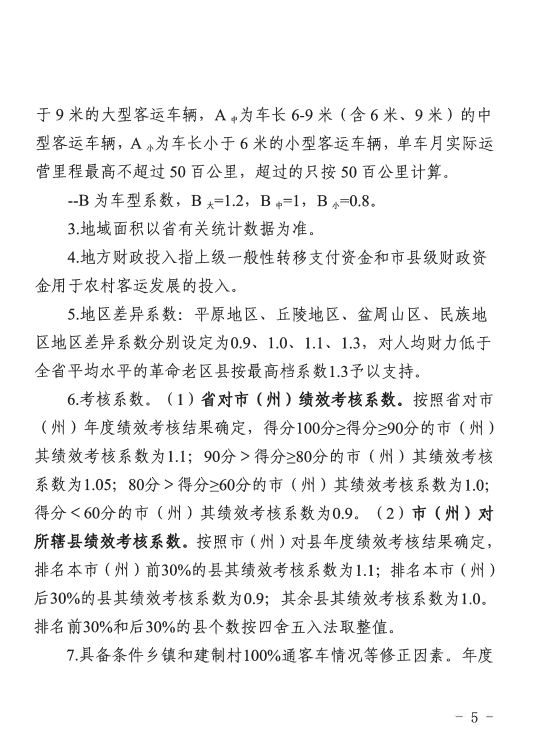 于 9 米的大型客运车辆，A 中为车长 6-9 米（含 6 米、9 米）的中
型客运车辆，A 小为车长小于 6 米的小型客运车辆，单车月实际运
营里程最高不超过 50 百公里，超过的只按 50 百公里计算。
--B 为车型系数，B 大=1.2，B 中=1，B 小=0.8。
3.地域面积以省有关统计数据为准。
4.地方财政投入指上级一般性转移支付资金和市县级财政资
金用于农村客运发展的投入。
5.地区差异系数：平原地区、丘陵地区、盆周山区、民族地
区地区差异系数分别设定为0.9、1.0、1.1、1.3，对人均财力低于
全省平均水平的革命老区县按最高档系数1.3予以支持。
6.考核系数。（1）省对市（州）绩效考核系数。按照省对市
（州）年度绩效考核结果确定，得分100分≥得分≥90分的市（州）
其绩效考核系数为1.1；90分＞得分≥80分的市（州）其绩效考核
系数为1.05；80分＞得分≥60分的市（州）其绩效考核系数为1.0;
得分＜60分的市（州）其绩效考核系数为0.9。（2）市（州）对
所辖县绩效考核系数。按照市（州）对县年度绩效考核结果确定，
排名本市（州）前30%的县其绩效考核系数为1.1；排名本市（州）
后30%的县其绩效考核系数为0.9；其余县其绩效考核系数为1.0。
排名前30%和后30%的县个数按四舍五入法取整值。
7.具备条件乡镇和建制村100%通客车情况等修正因素。年度
- 5 -